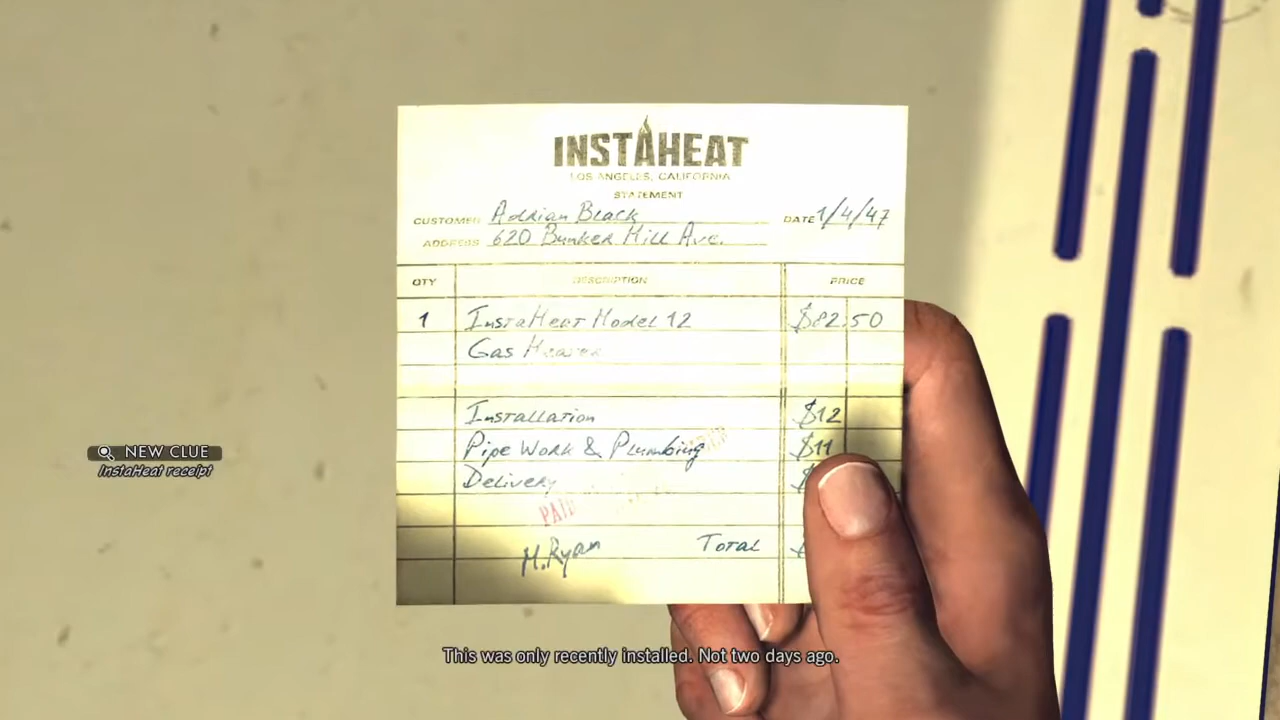 INSTAHEAT
LOS ANGELES, CALIFORNIA
STATEMENT
CUSTOMER Adrian Black DATE 1/4/47
ADDRESS 620 Bunker Hill Ave.
QTY DESCRIPTION PRICE
1 InstaHeat Model 12 $82.50
Gas Heater
Installation $12
Pipe Work & Plumbing $11
Delivery $
PAID
H.Ryan Total
NEW CLUE
InstaHeat receipt
This was only recently installed. Not two days ago.